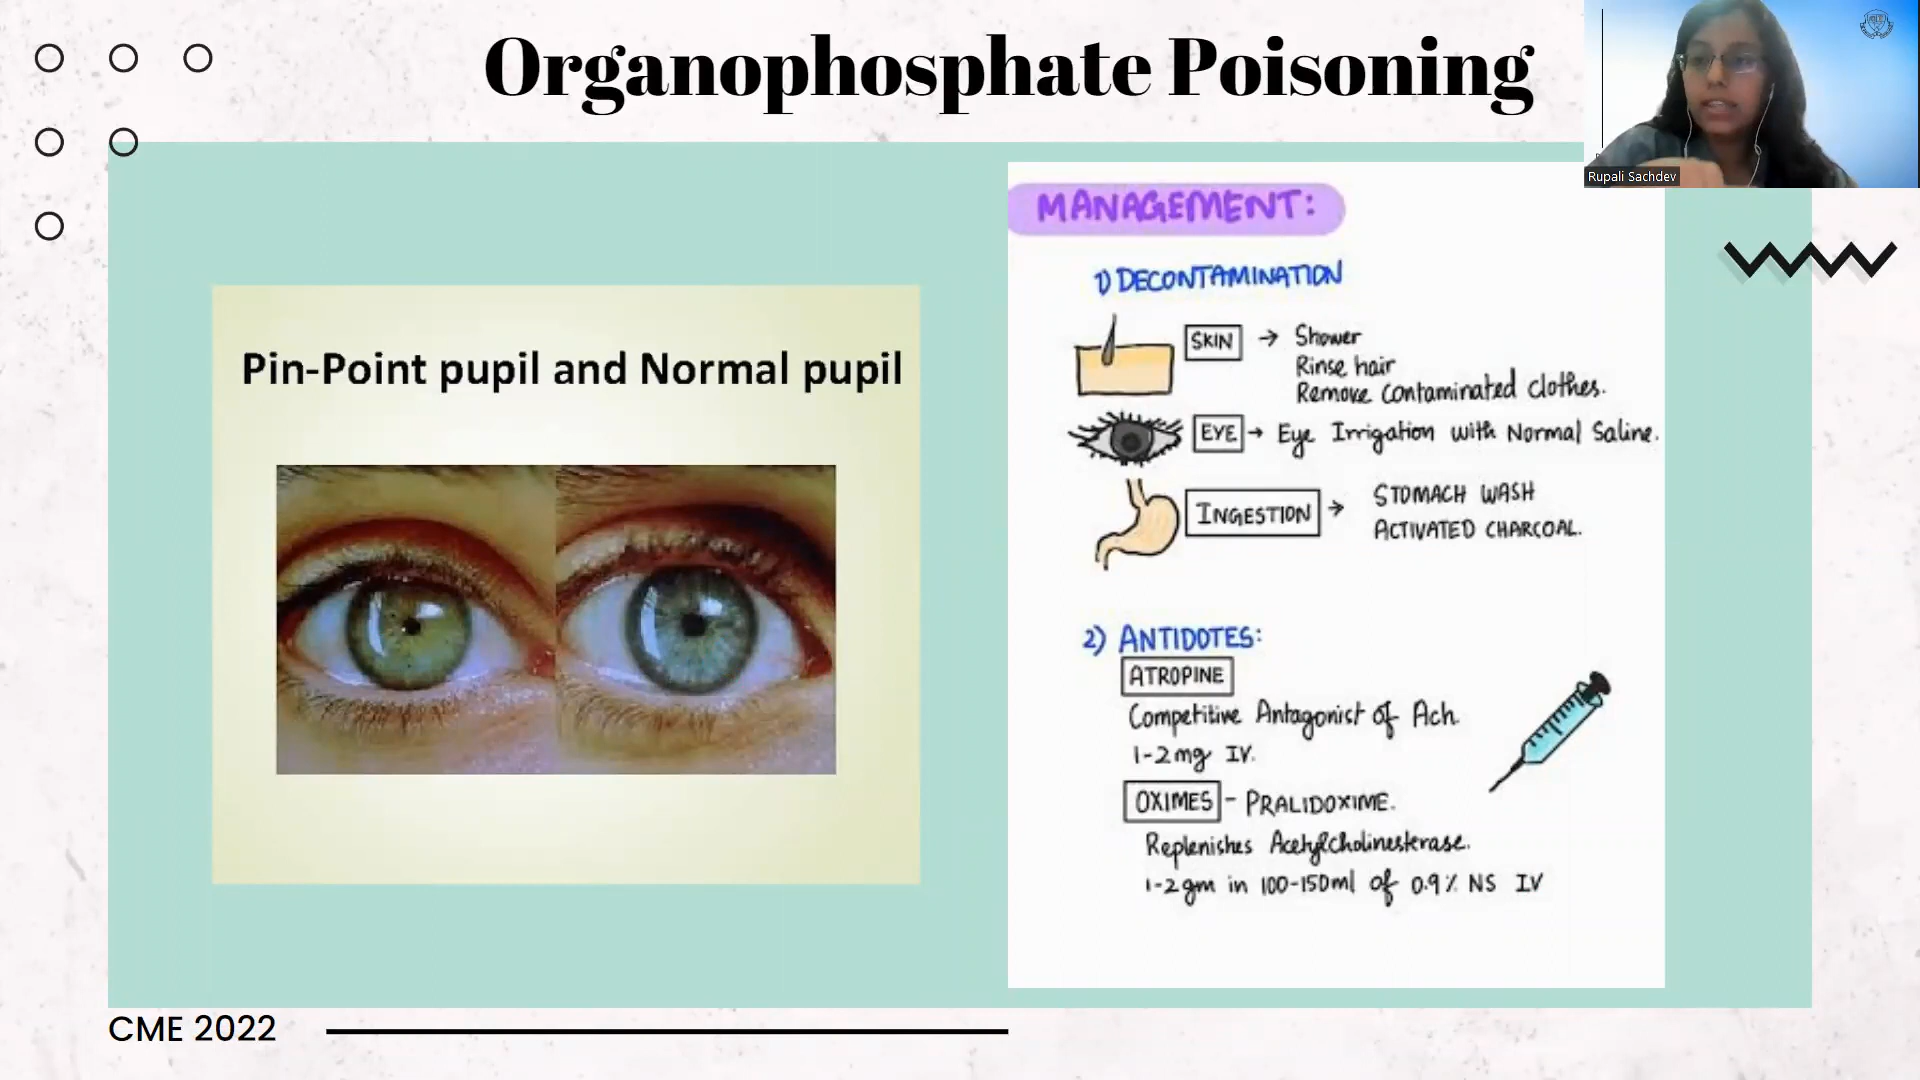 Organophosphate Poisoning
Rupali Sachdev
Pin-Point pupil and Normal pupil
MANAGEMENT:
1) DECONTAMINATION
SKIN → Shower
Rinse hair
Remove contaminated clothes.
EYE → Eye Irrigation with Normal Saline.
INGESTION → STOMACH WASH
ACTIVATED CHARCOAL.
2) ANTIDOTES:
ATROPINE
Competitive Antagonist of Ach.
1-2mg IV.
OXIMES - PRALIDOXIME.
Replenishes Acetylcholinesterase.
1-2gm in 100-150ml of 0.9% NS IV
CME 2022